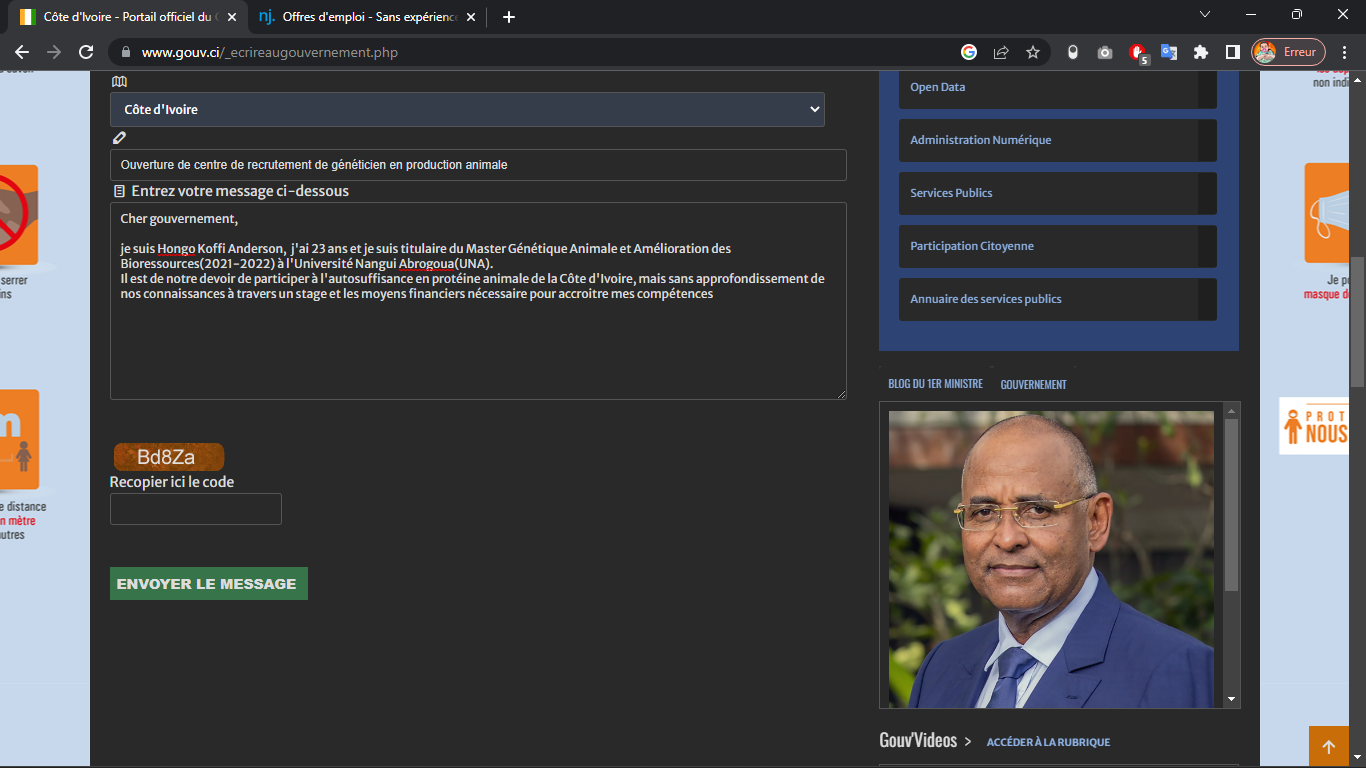 Côte d'Ivoire - Portail officiel du
nj. Offres d'emploi - Sans expérience
www.gouv.ci/_ecrireaugouvernement.php
5
Erreur
Côte d'Ivoire
Ouverture de centre de recrutement de généticien en production animale
Entrez votre message ci-dessous
Cher gouvernement,
je suis Hongo Koffi Anderson, j'ai 23 ans et je suis titulaire du Master Génétique Animale et Amélioration des
Bioressources(2021-2022) à l'Université Nangui Abrogoua(UNA).
Il est de notre devoir de participer à l'autosuffisance en protéine animale de la Côte d'Ivoire, mais sans approfondissement de
nos connaissances à travers un stage et les moyens financiers nécessaire pour accroitre mes compétences
Bd8Za
Recopier ici le code
ENVOYER LE MESSAGE
Open Data
Administration Numérique
Services Publics
Participation Citoyenne
Annuaire des services publics
BLOG DU 1ER MINISTRE
GOUVERNEMENT
Gouv'Videos >
ACCÉDER À LA RUBRIQUE
serrer
distance
mètre
non indi
Je p
masque d
PROT
NOUS